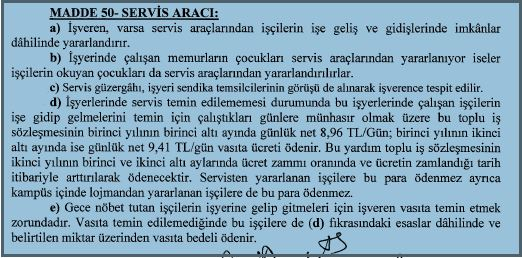 MADDE 50- SERVİS ARACI:
a) İşveren, varsa servis araçlarından işçilerin işe geliş ve gidişlerinde imkânlar
dâhilinde yararlandırır.
b) İşyerinde çalışan memurların çocukları servis araçlarından yararlanıyor iseler
işçilerin okuyan çocukları da servis araçlarından yararlandırılırlar.
c) Servis güzergâhı, işyeri sendika temsilcilerinin görüşü de alınarak işverence tespit edilir.
d) İşyerlerinde servis temin edilememesi durumunda bu işyerlerinde çalışan işçilerin
işe gidip gelmelerini temin için çalıştıkları günlere münhasır olmak üzere bu toplu iş
sözleşmesinin birinci yılının birinci altı ayında günlük net 8,96 TL/Gün; birinci yılının ikinci
altı ayında ise günlük net 9,41 TL/gün vasıta ücreti ödenir. Bu yardım toplu iş sözleşmesinin
ikinci yılının birinci ve ikinci altı aylarında ücret zammı oranında ve ücretin zamlandığı tarih
itibariyle arttırılarak ödenecektir. Servisten yararlanan işçilere bu para ödenmez ayrıca
kampüs içinde lojmandan yararlanan işçilere de bu para ödenmez.
e) Gece nöbet tutan işçilerin işyerine gelip gitmeleri için işveren vasıta temin etmek
zorundadır. Vasıta temin edilemediğinde bu işçilere de (d) fıkrasındaki esaslar dâhilinde ve
belirtilen miktar üzerinden vasıta bedeli ödenir.